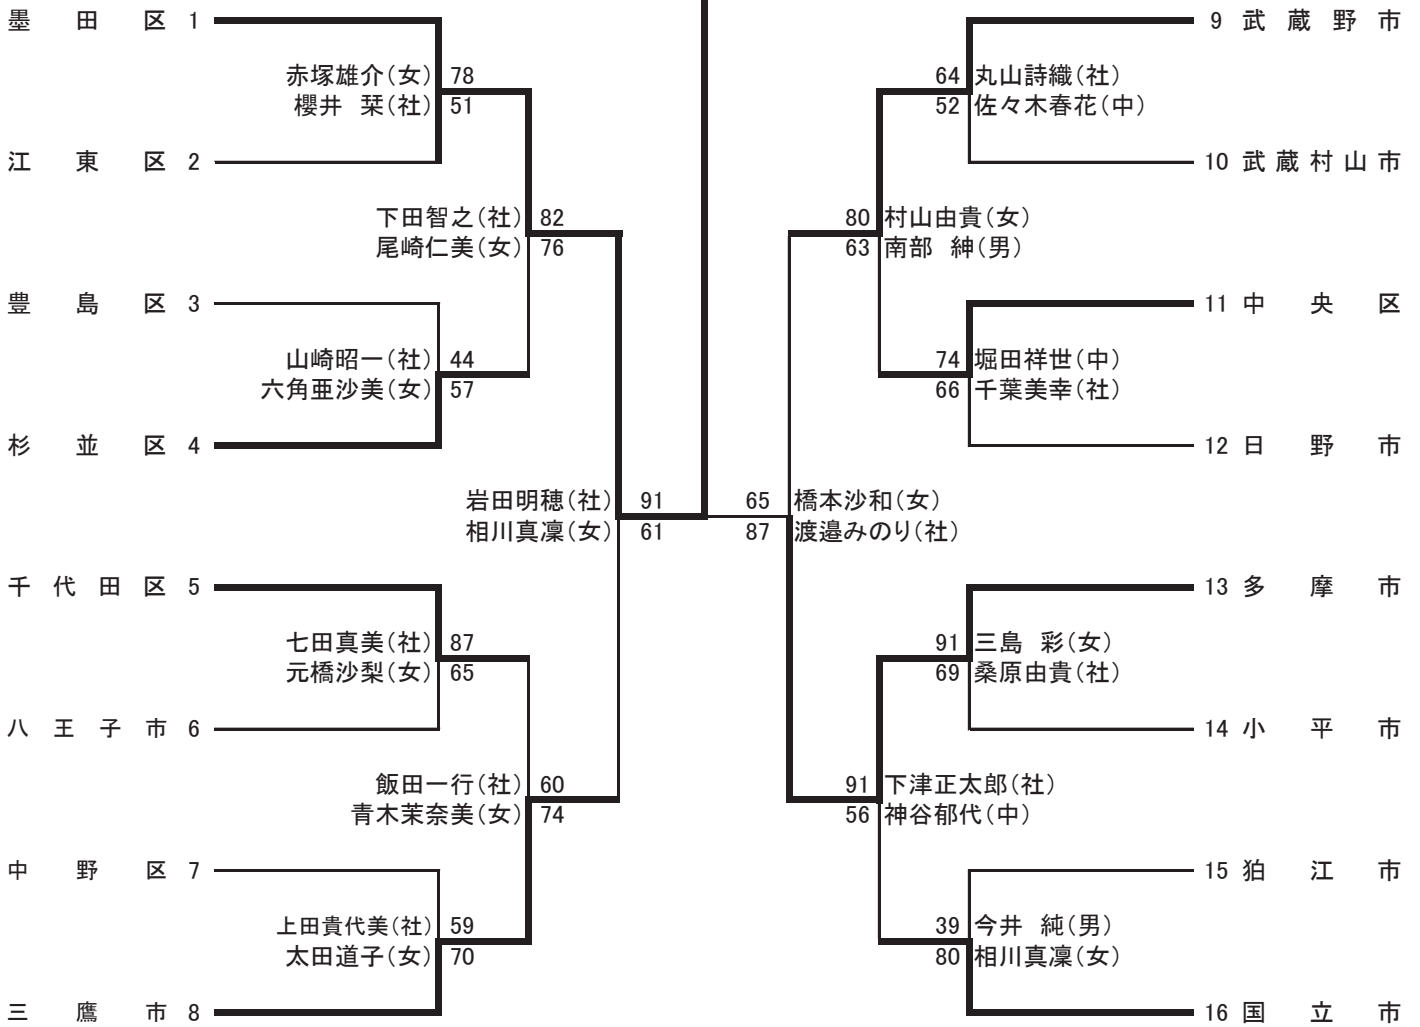 墨田区 1
赤塚雄介(女) 78
櫻井 栞(社) 51
江東区 2
下田智之(社) 82
尾崎仁美(女) 76
豊島区 3
山崎昭一(社) 44
六角亜沙美(女) 57
杉並区 4
岩田明穂(社) 91
相川真凜(女) 61
千代田区 5
七田真美(社) 87
元橋沙梨(女) 65
八王子市 6
飯田一行(社) 60
青木茉奈美(女) 74
中野区 7
上田貴代美(社) 59
太田道子(女) 70
三鷹市 8
9 武蔵野市
64 丸山詩織(社)
52 佐々木春花(中)
10 武蔵村山市
80 村山由貴(女)
63 南部 紳(男)
11 中央区
74 堀田祥世(中)
66 千葉美幸(社)
12 日野市
65 橋本沙和(女)
87 渡邉みのり(社)
13 多摩市
91 三島 彩(女)
69 桑原由貴(社)
14 小平市
91 下津正太郎(社)
56 神谷郁代(中)
15 狛江市
39 今井 純(男)
80 相川真凜(女)
16 国立市